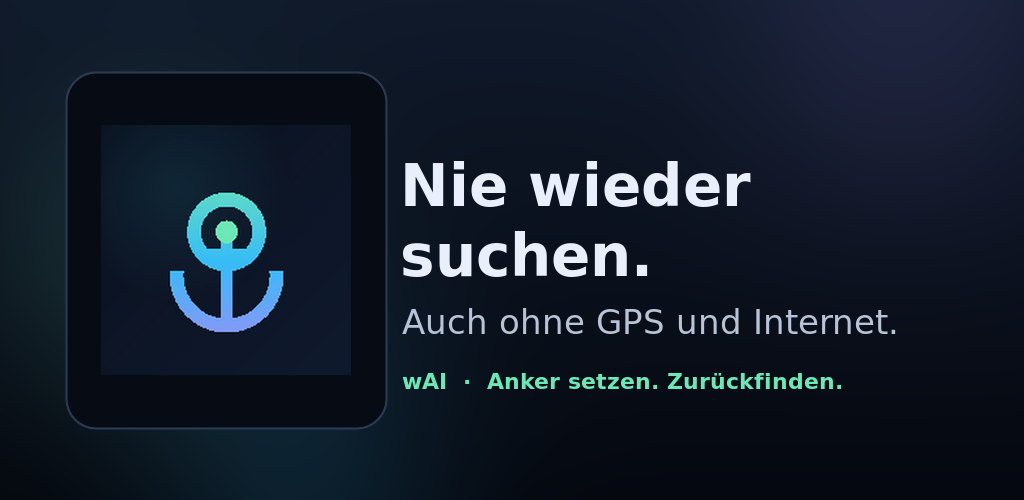 Nie wieder
suchen.
Auch ohne GPS und Internet.
wAI · Anker setzen. Zurückfinden.